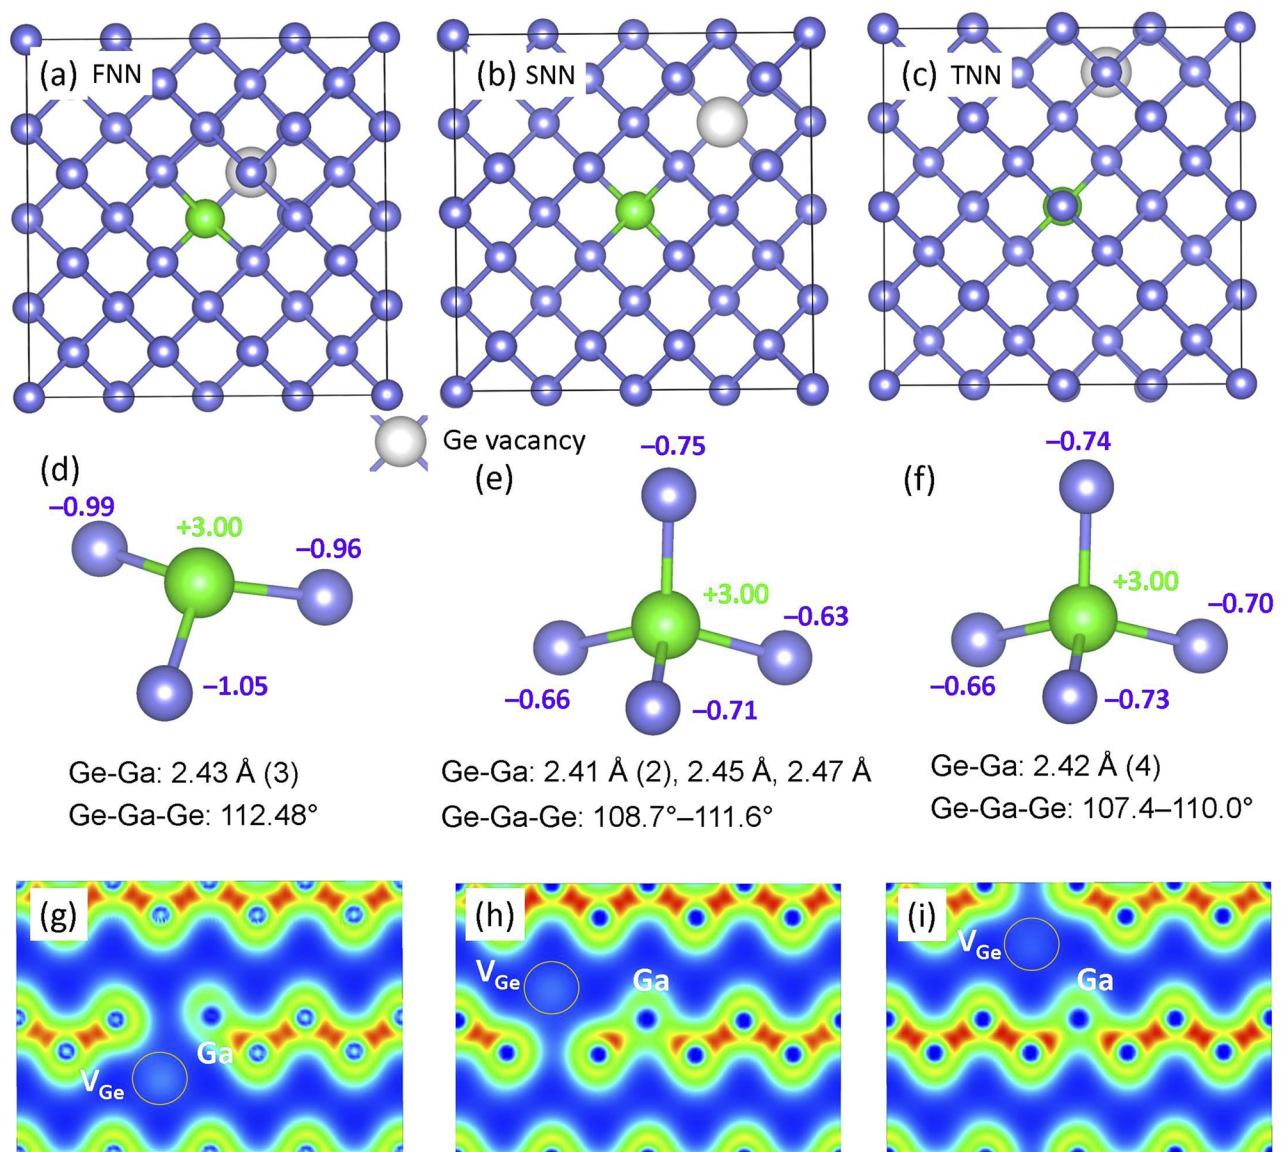 (a) FNN
(b) SNN
(c) TNN
Ge vacancy
(d)
−0.99
+3.00
−0.96
−1.05
Ge-Ga: 2.43 Å (3)
Ge-Ga-Ge: 112.48°
(e)
−0.75
+3.00
−0.63
−0.66
−0.71
Ge-Ga: 2.41 Å (2), 2.45 Å, 2.47 Å
Ge-Ga-Ge: 108.7°–111.6°
(f)
−0.74
+3.00
−0.70
−0.66
−0.73
Ge-Ga: 2.42 Å (4)
Ge-Ga-Ge: 107.4–110.0°
(g)
Ga
VGe
(h)
VGe
Ga
(i)
VGe
Ga